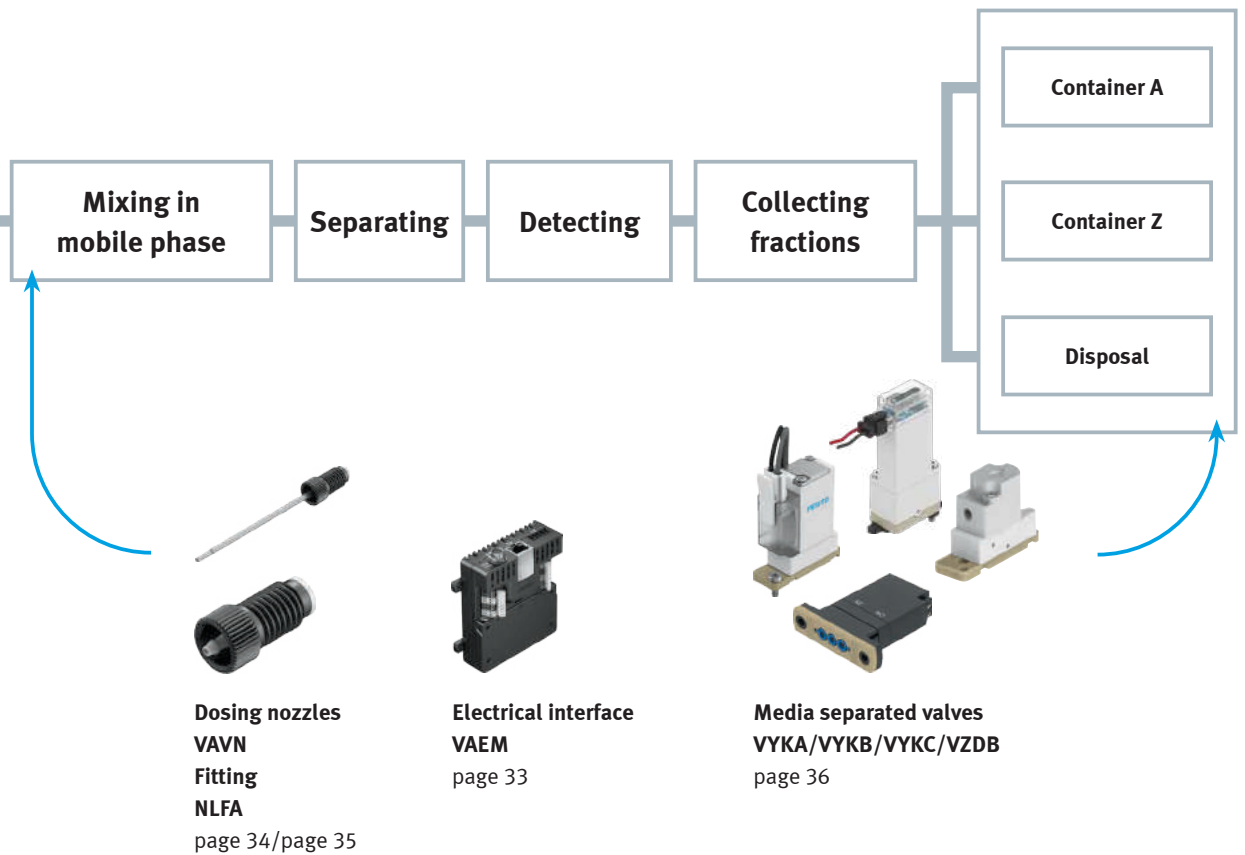 Container A
Mixing in
mobile phase
Separating
Detecting
Collecting
fractions
Container Z
Disposal
FESTO
Dosing nozzles
VAVN
Fitting
NLFA
page 34/page 35
Electrical interface
VAEM
page 33
Media separated valves
VYKA/VYKB/VYKC/VZDB
page 36